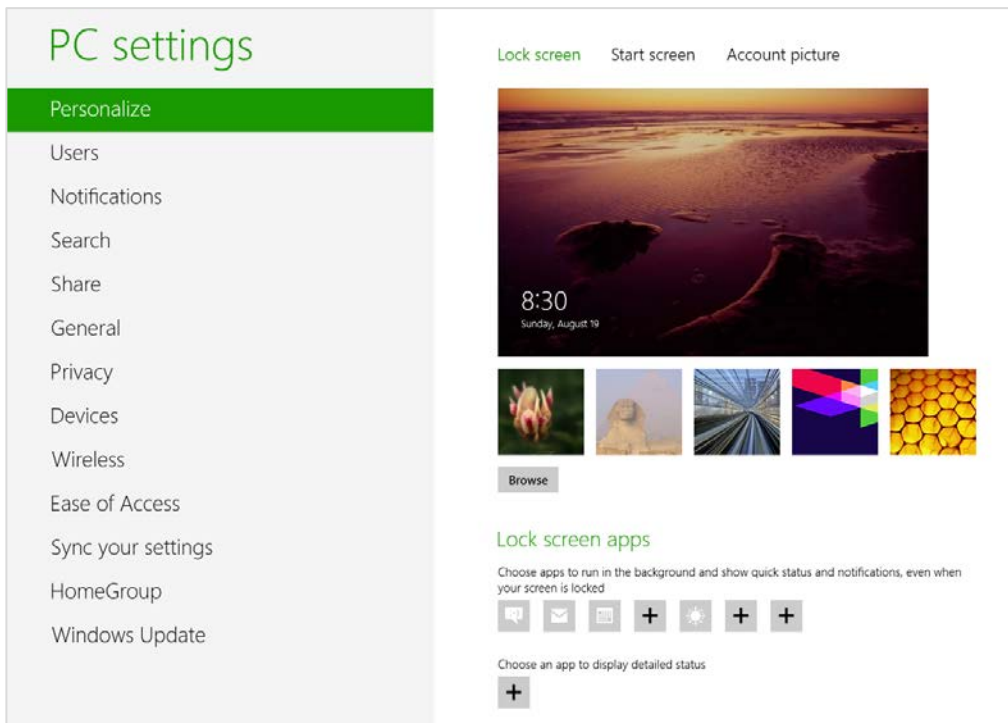 PC settings
Personalize
Users
Notifications
Search
Share
General
Privacy
Devices
Wireless
Ease of Access
Sync your settings
HomeGroup
Windows Update
Lock screen Start screen Account picture
8:30
Sunday, August 19
Browse
Lock screen apps
Choose apps to run in the background and show quick status and notifications, even when
your screen is locked
Choose an app to display detailed status